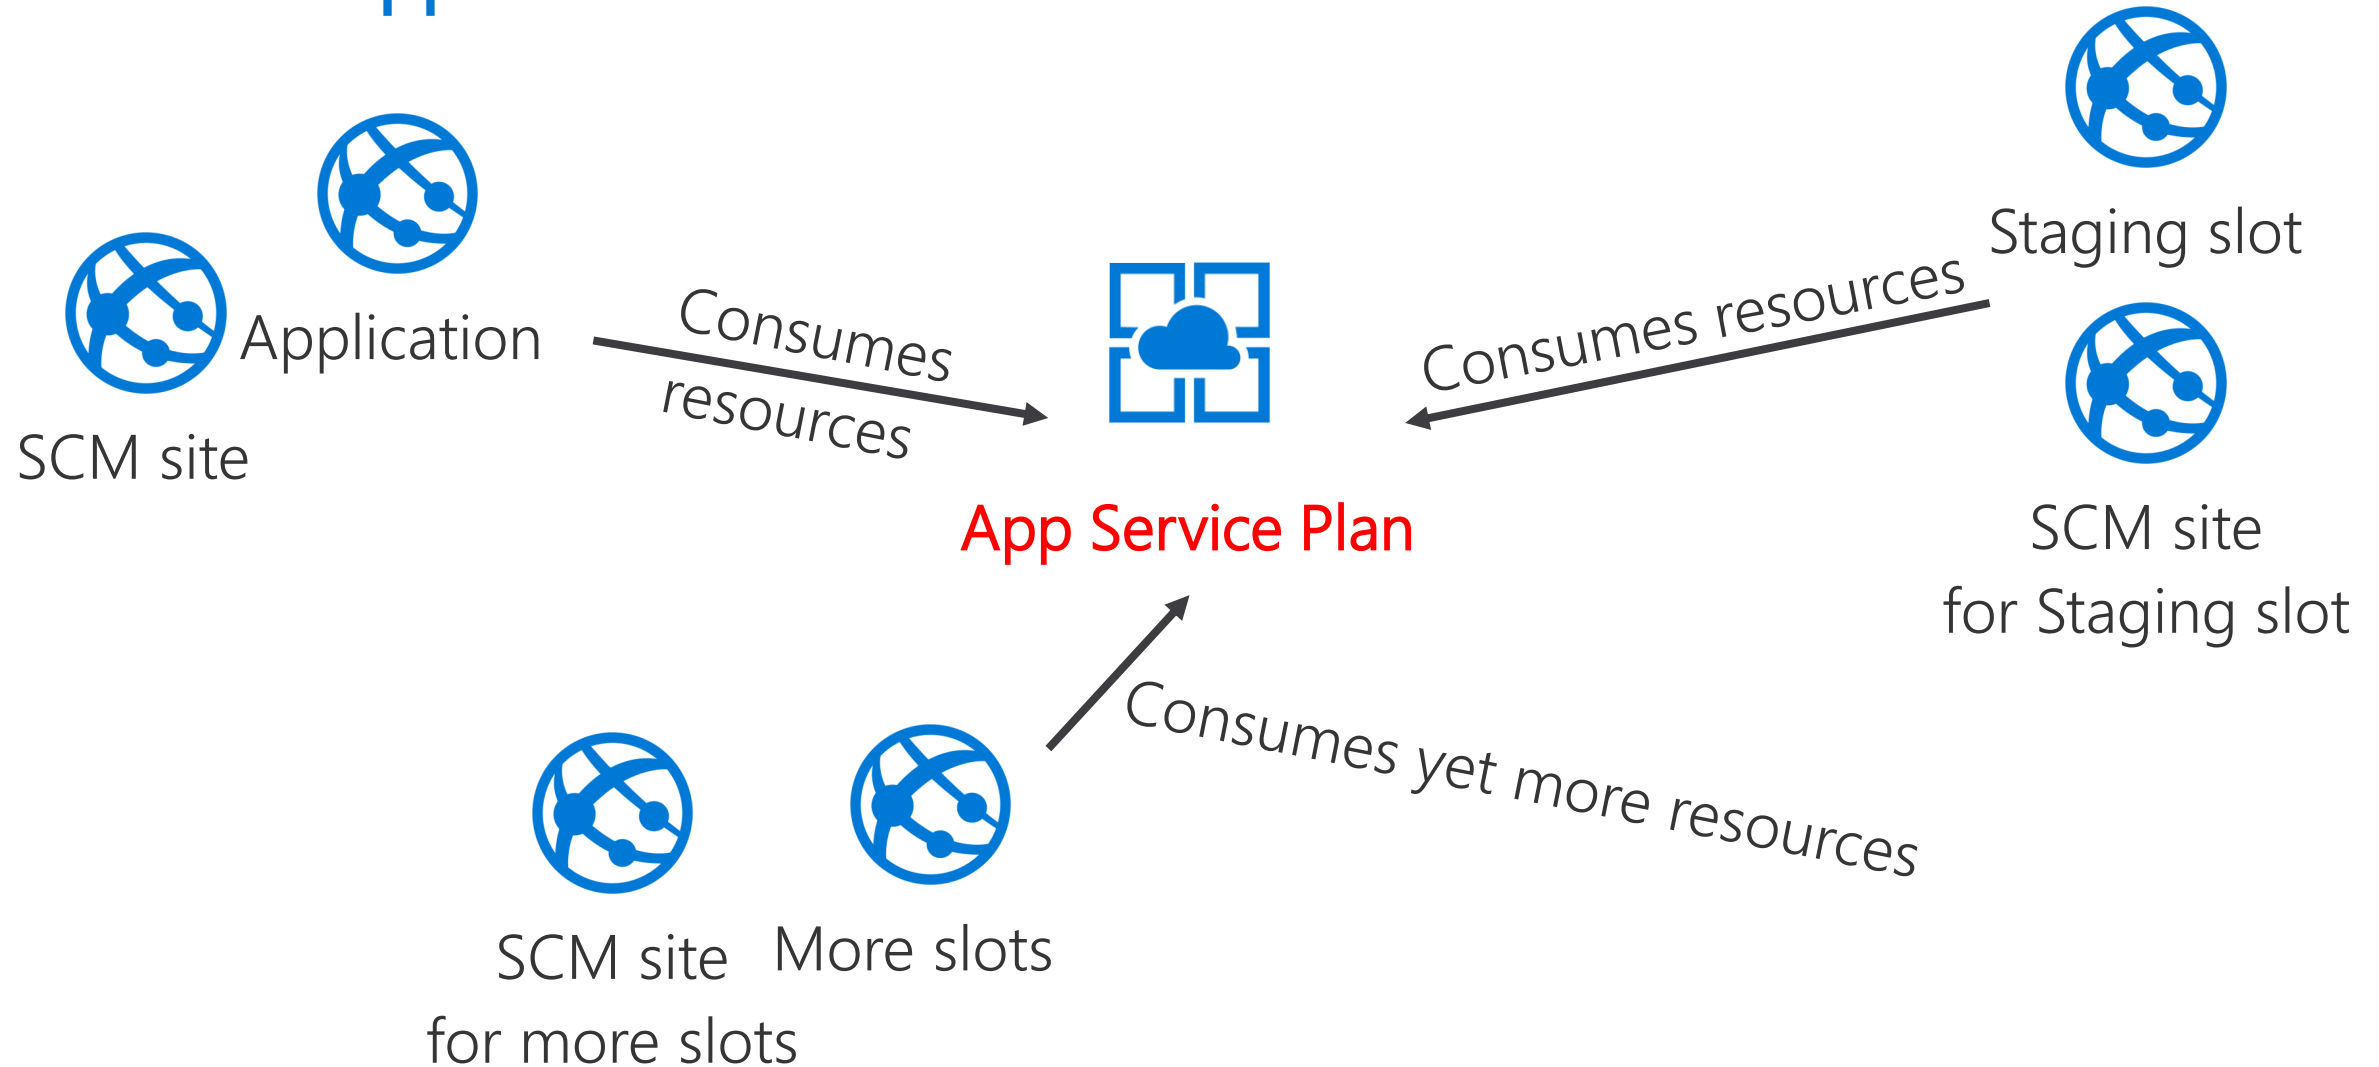 Application
SCM site
Consumes
resources
App Service Plan
Consumes resources
Staging slot
SCM site
for Staging slot
Consumes yet more resources
SCM site
for more slots
More slots